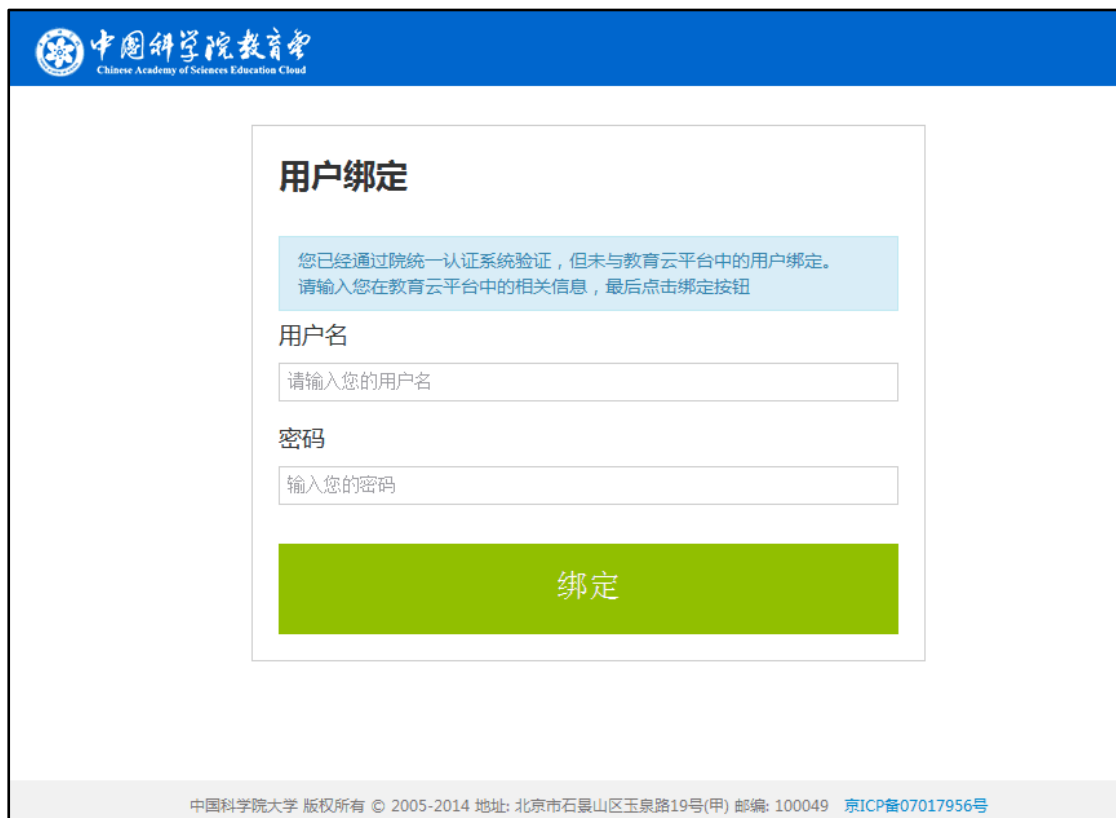 中国科学院教育云
Chinese Academy of Sciences Education Cloud
用户绑定
您已经通过院统一认证系统验证，但未与教育云平台中的用户绑定。
请输入您在教育云平台中的相关信息，最后点击绑定按钮
用户名
请输入您的用户名
密码
输入您的密码
绑定
中国科学院大学 版权所有 © 2005-2014 地址: 北京市石景山区玉泉路19号(甲) 邮编: 100049 京ICP备07017956号